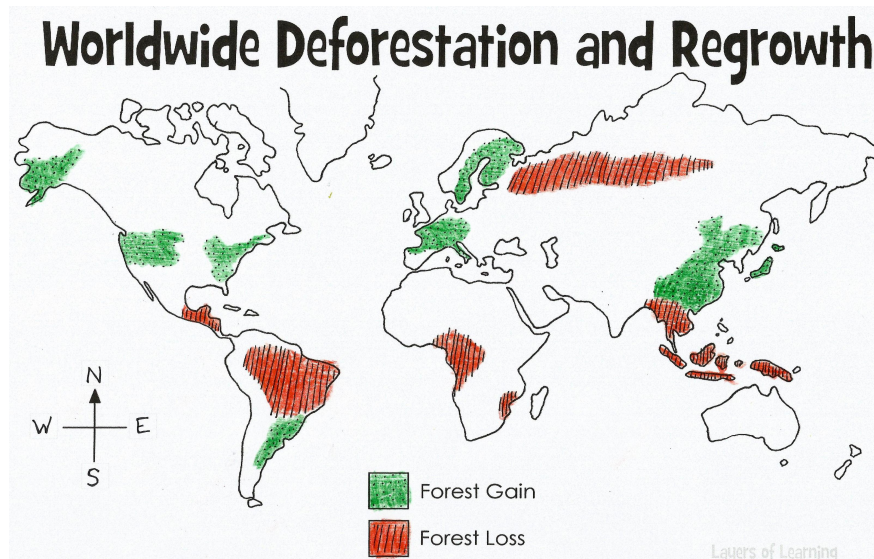 Worldwide Deforestation and Regrowth
N
W E
S
Forest Gain
Forest Loss
Layers of Learning